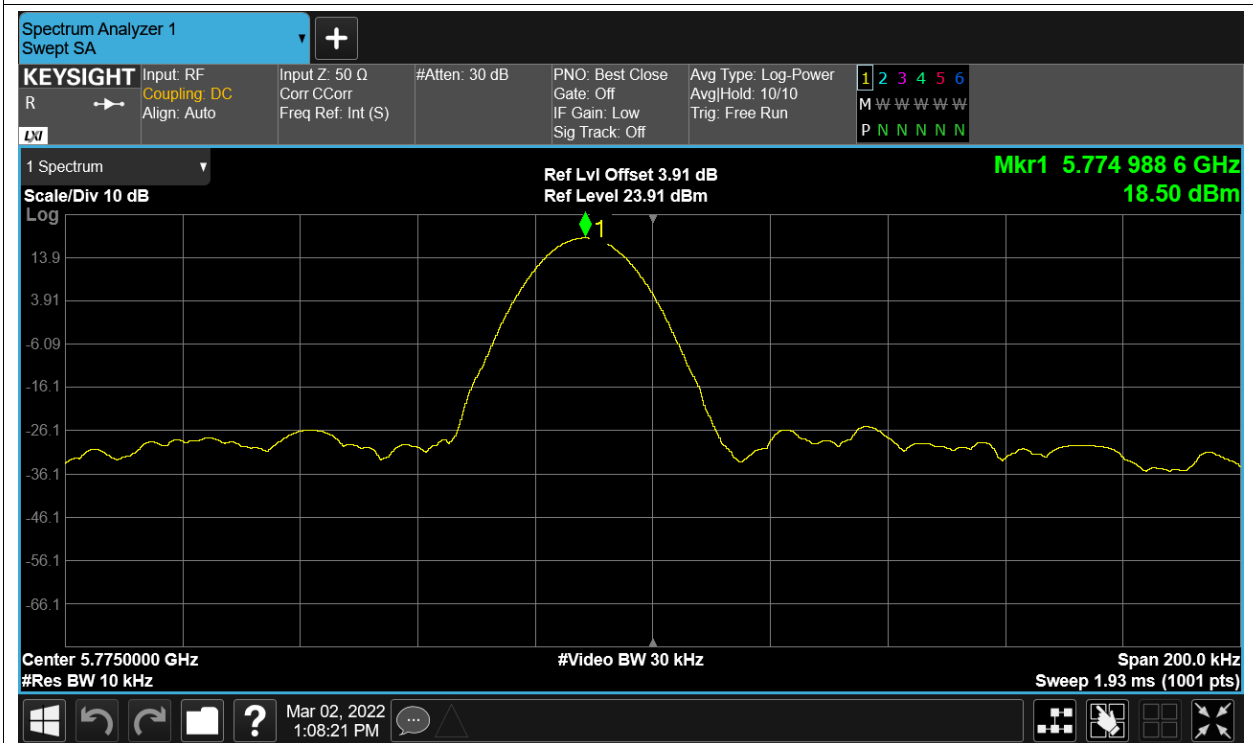 Spectrum Analyzer 1
Swept SA
KEYSIGHT
R
LXI
Input: RF
Coupling: DC
Align: Auto
Input Z: 50 Ω
Corr CCorr
Freq Ref: Int (S)
#Atten: 30 dB
PNO: Best Close
Gate: Off
IF Gain: Low
Sig Track: Off
Avg Type: Log-Power
Avg|Hold: 10/10
Trig: Free Run
1 2 3 4 5 6
M W W W W W
P N N N N N
1 Spectrum
Scale/Div 10 dB
Log
Ref Lvl Offset 3.91 dB
Ref Level 23.91 dBm
Mkr1 5.774 988 6 GHz
18.50 dBm
1
13.9
3.91
-6.09
-16.1
-26.1
-36.1
-46.1
-56.1
-66.1
Center 5.7750000 GHz
#Res BW 10 kHz
#Video BW 30 kHz
Span 200.0 kHz
Sweep 1.93 ms (1001 pts)
?
Mar 02, 2022
1:08:21 PM